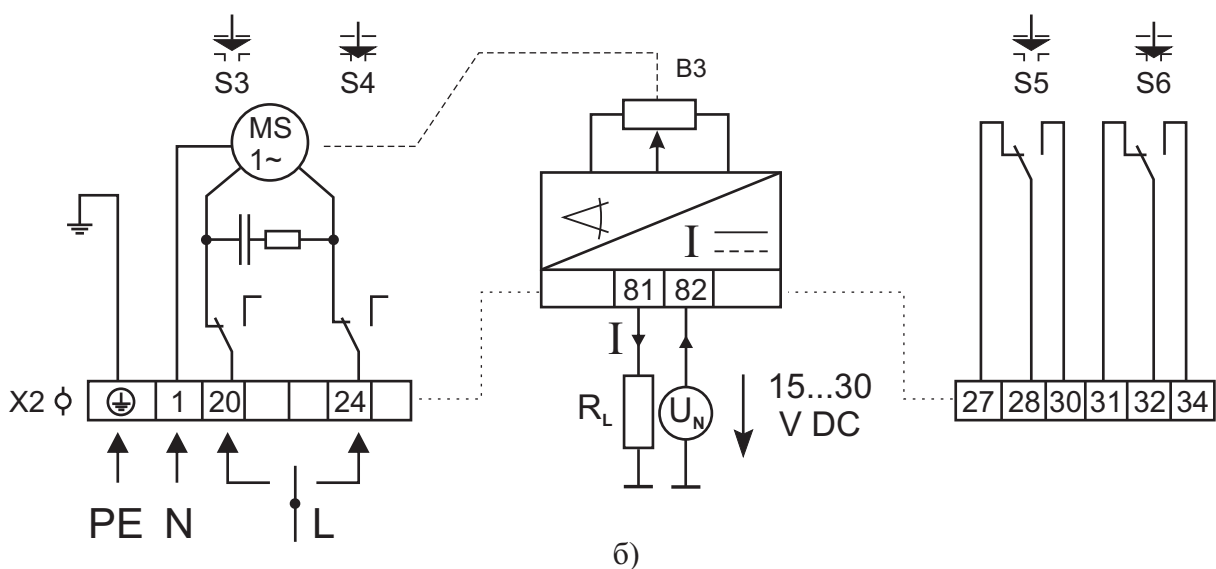 S3 S4 B3 S5 S6
MS
1~
I
81 82
I
R_L U_N 15...30
V DC
X2 1 20 24 27 28 30 31 32 34
PE N L
б)